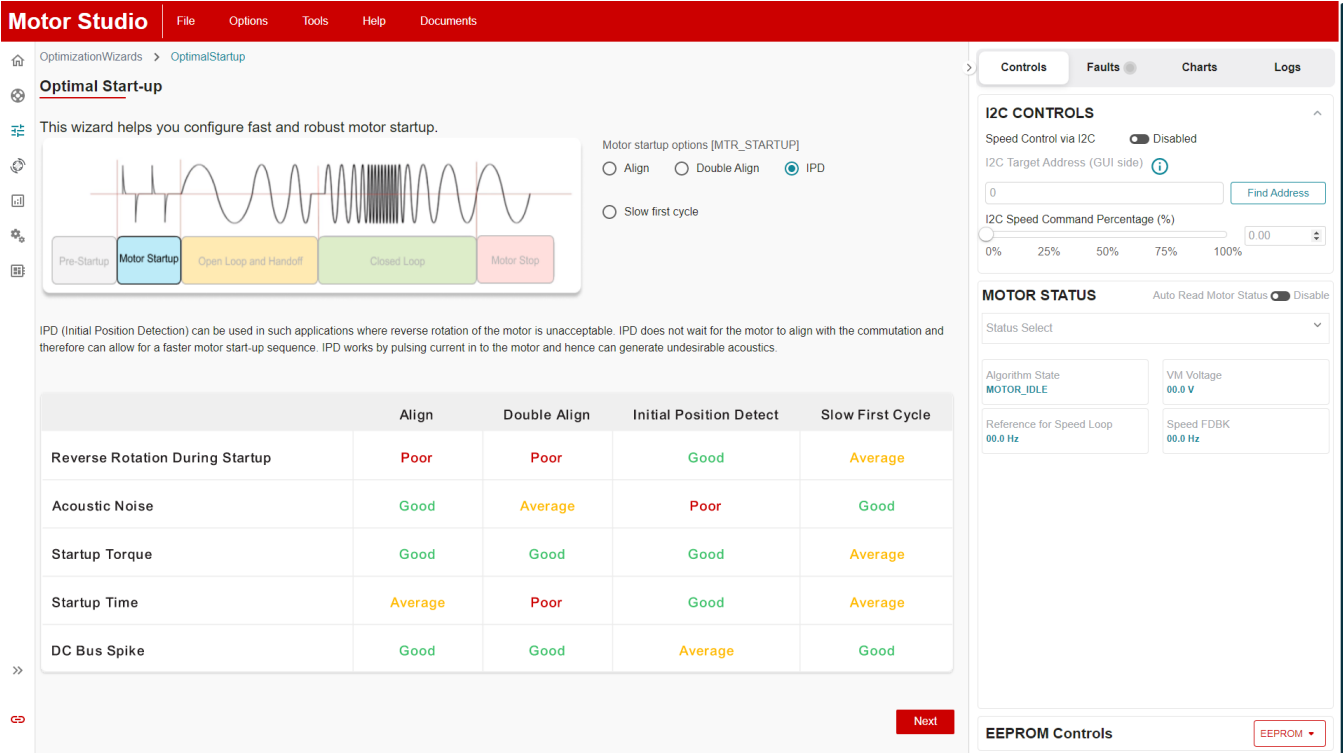 Motor Studio File Options Tools Help Documents
OptimizationWizards > OptimalStartup
Optimal Start-up
This wizard helps you configure fast and robust motor startup.
Pre-Startup Motor Startup Open Loop and Handoff Closed Loop Motor Stop
Motor startup options [MTR_STARTUP]
Align Double Align IPD
Slow first cycle
IPD (Initial Position Detection) can be used in such applications where reverse rotation of the motor is unacceptable. IPD does not wait for the motor to align with the commutation and
therefore can allow for a faster motor start-up sequence. IPD works by pulsing current in to the motor and hence can generate undesirable acoustics.
Align Double Align Initial Position Detect Slow First Cycle
Reverse Rotation During Startup Poor Poor Good Average
Acoustic Noise Good Average Poor Good
Startup Torque Good Good Good Average
Startup Time Average Poor Good Average
DC Bus Spike Good Good Average Good
Next
Controls Faults Charts Logs
I2C CONTROLS
Speed Control via I2C Disabled
I2C Target Address (GUI side)
0 Find Address
I2C Speed Command Percentage (%)
0.00
0% 25% 50% 75% 100%
MOTOR STATUS Auto Read Motor Status Disable
Status Select
Algorithm State VM Voltage
MOTOR_IDLE 00.0 V
Reference for Speed Loop Speed FDBK
00.0 Hz 00.0 Hz
EEPROM Controls EEPROM